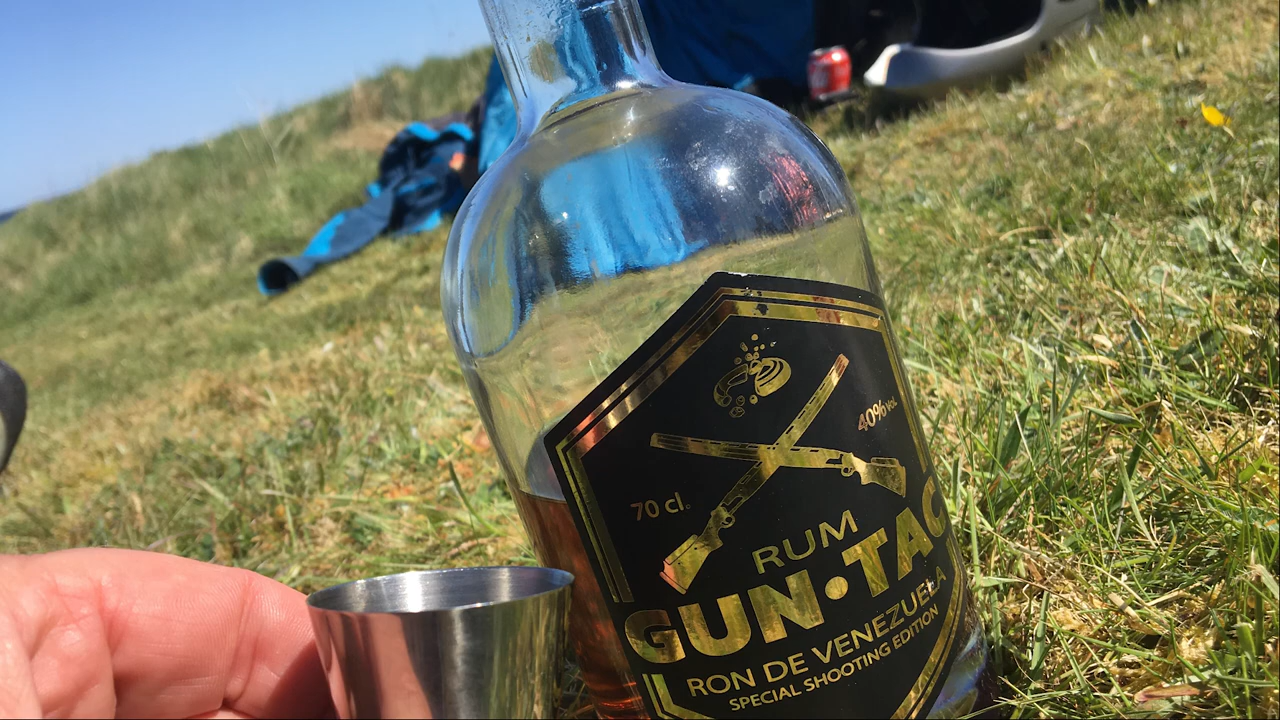 40% vol.
70 cl.
RUM
GUN•TAC
RON DE VENEZUELA
SPECIAL SHOOTING EDITION